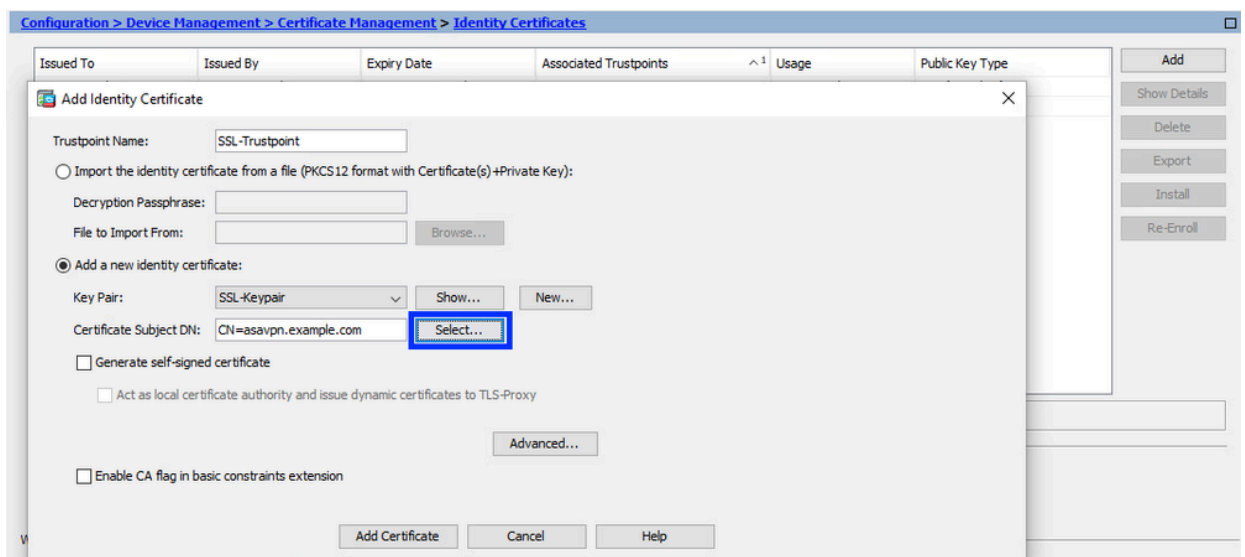 Configuration > Device Management > Certificate Management > Identity Certificates
Issued To Issued By Expiry Date Associated Trustpoints 1 Usage Public Key Type
Add
Show Details
Delete
Export
Install
Re-Enroll
Add Identity Certificate
Trustpoint Name: SSL-Trustpoint
Import the identity certificate from a file (PKCS12 format with Certificate(s)+Private Key):
Decryption Passphrase:
File to Import From: Browse...
Add a new identity certificate:
Key Pair: SSL-Keypair Show... New...
Certificate Subject DN: CN=asavpn.example.com Select...
Generate self-signed certificate
Act as local certificate authority and issue dynamic certificates to TLS-Proxy
Advanced...
Enable CA flag in basic constraints extension
Add Certificate Cancel Help